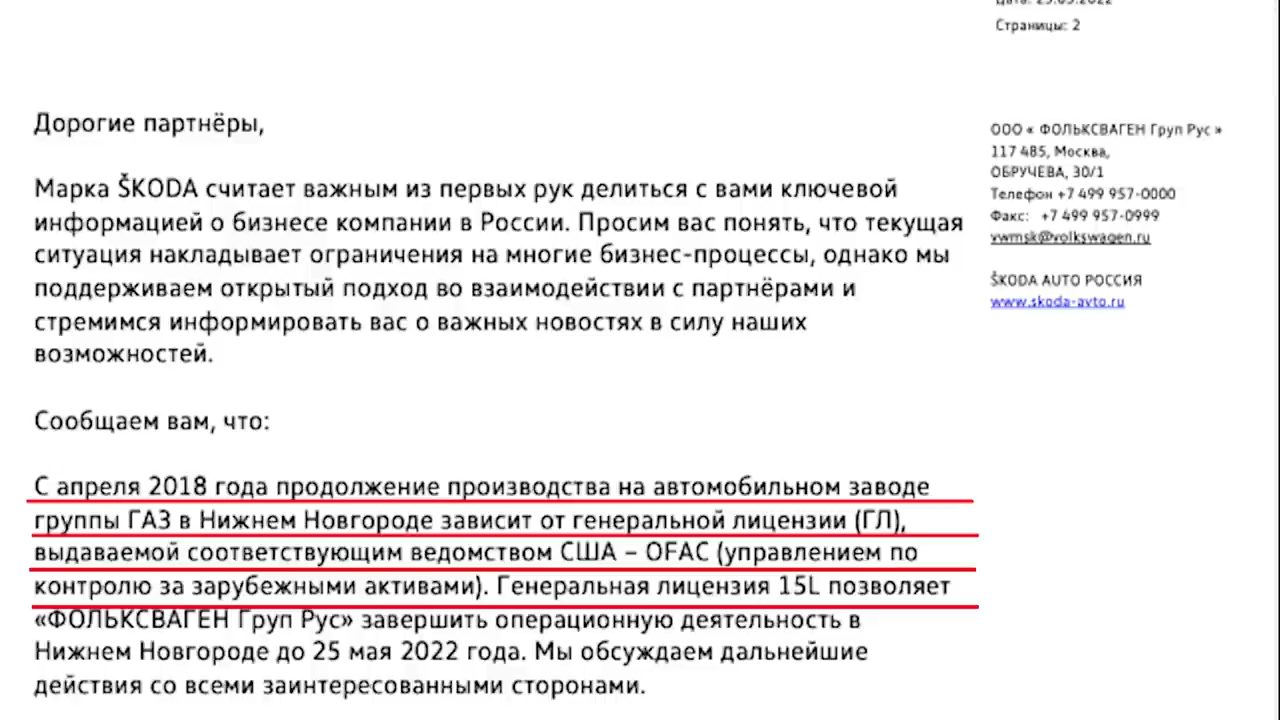 Страницы: 2
Дорогие партнёры,
ООО « ФОЛЬКСВАГЕН Груп Рус »
117 485, Москва,
ОБРУЧЕВА, 30/1
Телефон +7 499 957-0000
Факс: +7 499 957-0999
vwmsk@volkswagen.ru
ŠKODA AUTO РОССИЯ
www.skoda-avto.ru
Марка ŠKODA считает важным из первых рук делиться с вами ключевой
информацией о бизнесе компании в России. Просим вас понять, что текущая
ситуация накладывает ограничения на многие бизнес-процессы, однако мы
поддерживаем открытый подход во взаимодействии с партнёрами и
стремимся информировать вас о важных новостях в силу наших
возможностей.
Сообщаем вам, что:
С апреля 2018 года продолжение производства на автомобильном заводе
группы ГАЗ в Нижнем Новгороде зависит от генеральной лицензии (ГЛ),
выдаваемой соответствующим ведомством США – OFAC (управлением по
контролю за зарубежными активами). Генеральная лицензия 15L позволяет
«ФОЛЬКСВАГЕН Груп Рус» завершить операционную деятельность в
Нижнем Новгороде до 25 мая 2022 года. Мы обсуждаем дальнейшие
действия со всеми заинтересованными сторонами.